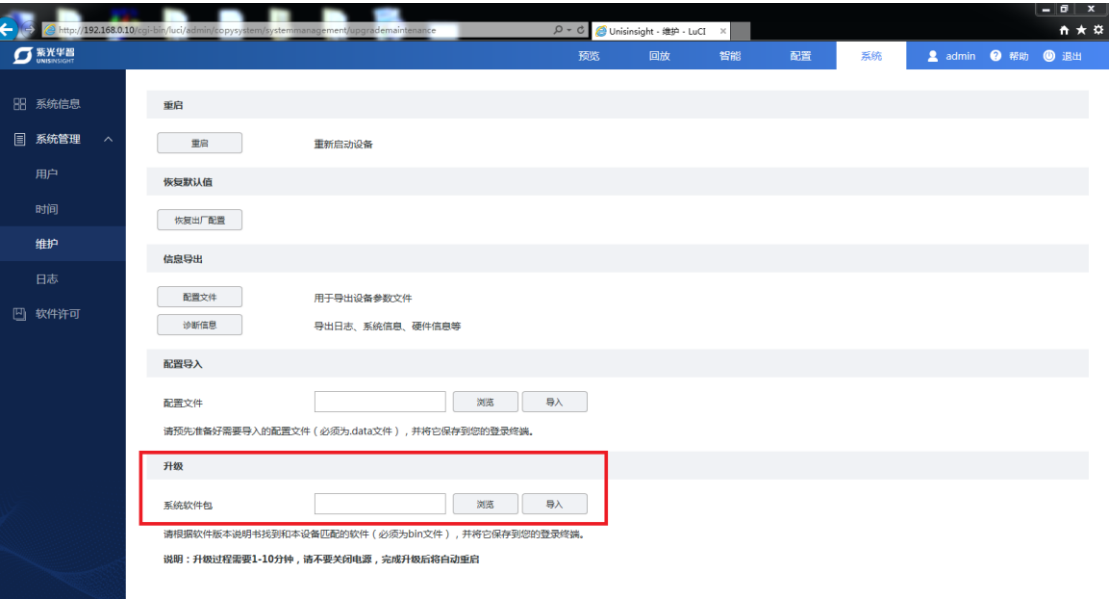 http://192.168.0.10/cgi-bin/luci/admin/copysystem/systemmanagement/upgrademaintenance
Unisinsight - 维护 - LuCI
紫光华智
UNISINSIGHT
预览 回放 智能 配置 系统 admin 帮助 退出
系统信息
系统管理
用户
时间
维护
日志
软件许可
重启
重启 重新启动设备
恢复默认值
恢复出厂配置
信息导出
配置文件 用于导出设备参数文件
诊断信息 导出日志、系统信息、硬件信息等
配置导入
配置文件 浏览 导入
请预先准备好需要导入的配置文件（必须为.data文件），并将它保存到您的登录终端。
升级
系统软件包 浏览 导入
请根据软件版本说明书找到和本设备匹配的软件（必须为bin文件），并将它保存到您的登录终端。
说明：升级过程需要1-10分钟，请不要关闭电源，完成升级后将自动重启